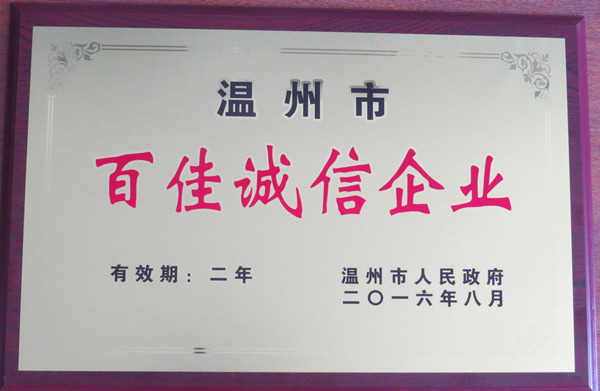 温州市
百佳诚信企业
有效期：二年
温州市人民政府
二〇一六年八月